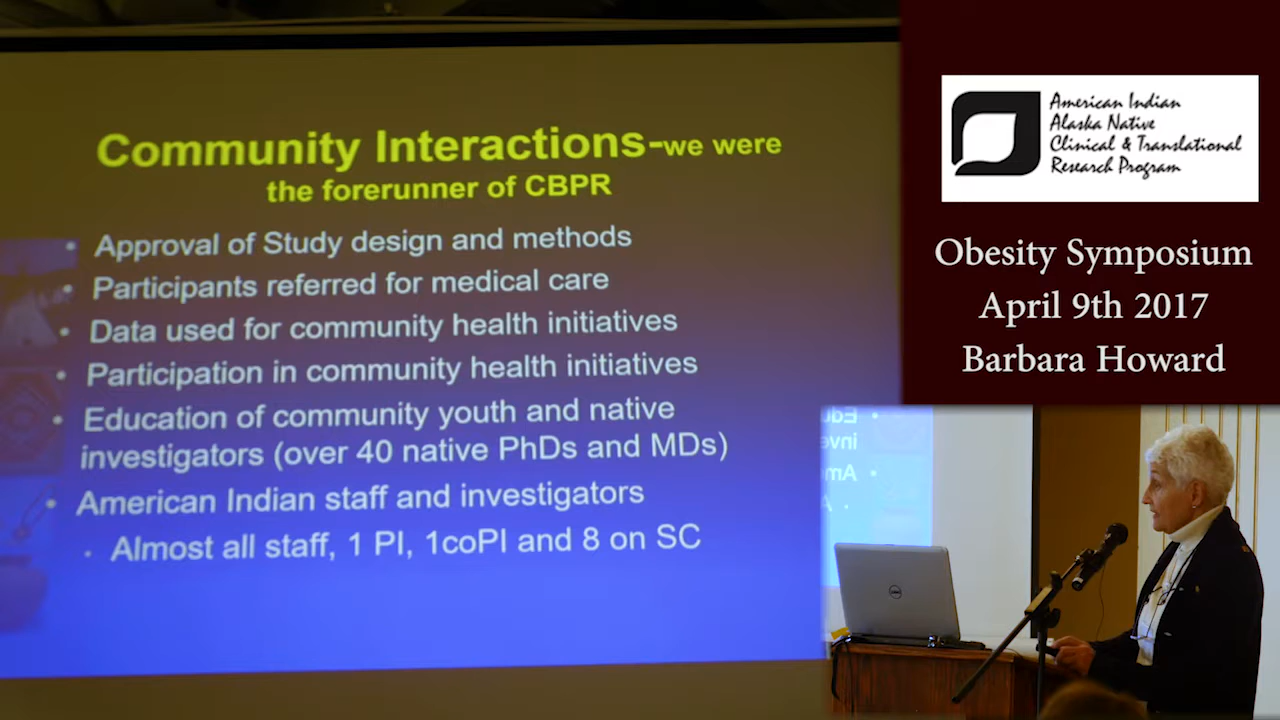 Community Interactions-we were
the forerunner of CBPR
• Approval of Study design and methods
• Participants referred for medical care
• Data used for community health initiatives
• Participation in community health initiatives
• Education of community youth and native
investigators (over 40 native PhDs and MDs)
• American Indian staff and investigators
• Almost all staff, 1 PI, 1coPI and 8 on SC
American Indian
Alaska Native
Clinical & Translational
Research Program
Obesity Symposium
April 9th 2017
Barbara Howard
DELL